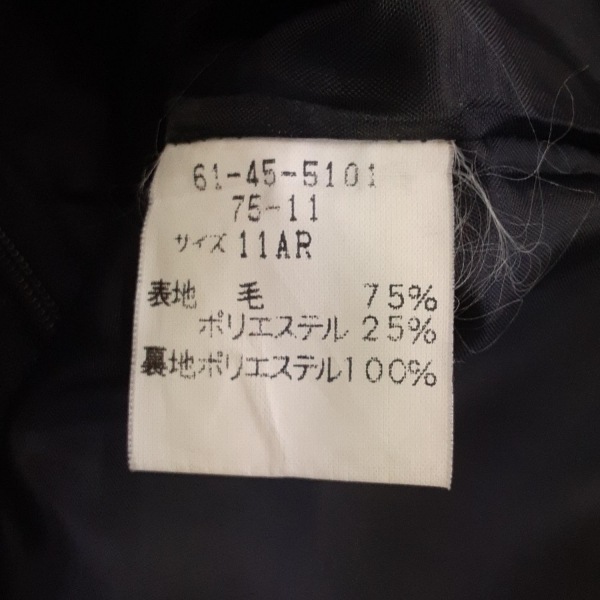 61-45-5101
75-11
サイズ 11AR
表地 毛 75%
ポリエステル 25%
裏地ポリエステル100%